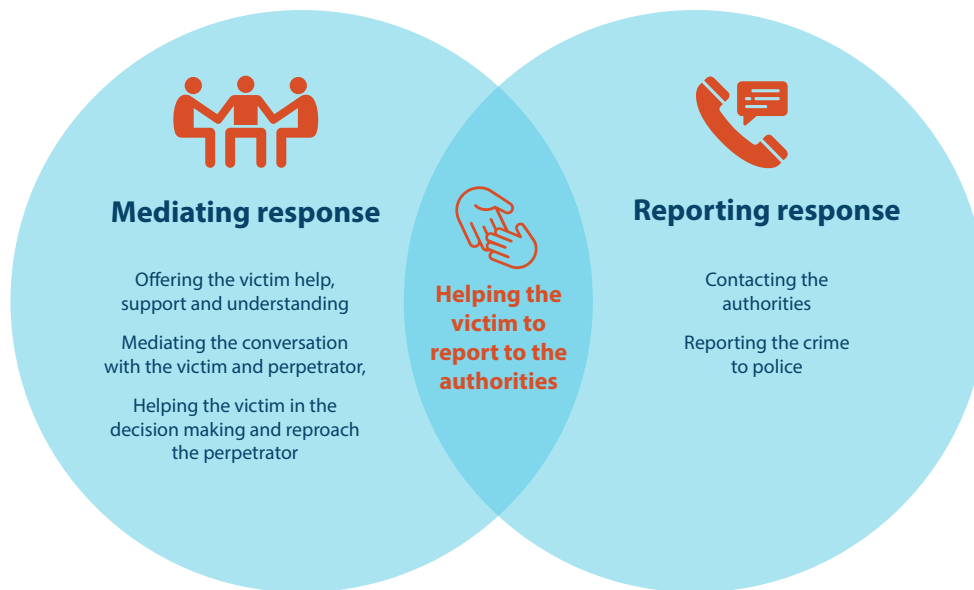 Mediating response
Offering the victim help,
support and understanding
Mediating the conversation
with the victim and perpetrator,
Helping the victim in the
decision making and reproach
the perpetrator
Helping the
victim to
report to the
authorities
Reporting response
Contacting the
authorities
Reporting the crime
to police